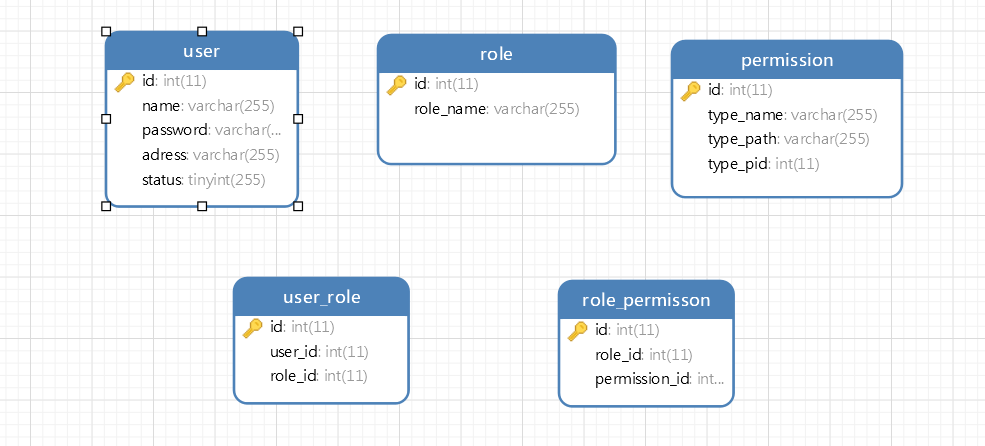 user
id: int(11)
name: varchar(255)
password: varchar(...
adress: varchar(255)
status: tinyint(255)
role
id: int(11)
role_name: varchar(255)
permission
id: int(11)
type_name: varchar(255)
type_path: varchar(255)
type_pid: int(11)
user_role
id: int(11)
user_id: int(11)
role_id: int(11)
role_permisson
id: int(11)
role_id: int(11)
permission_id: int...